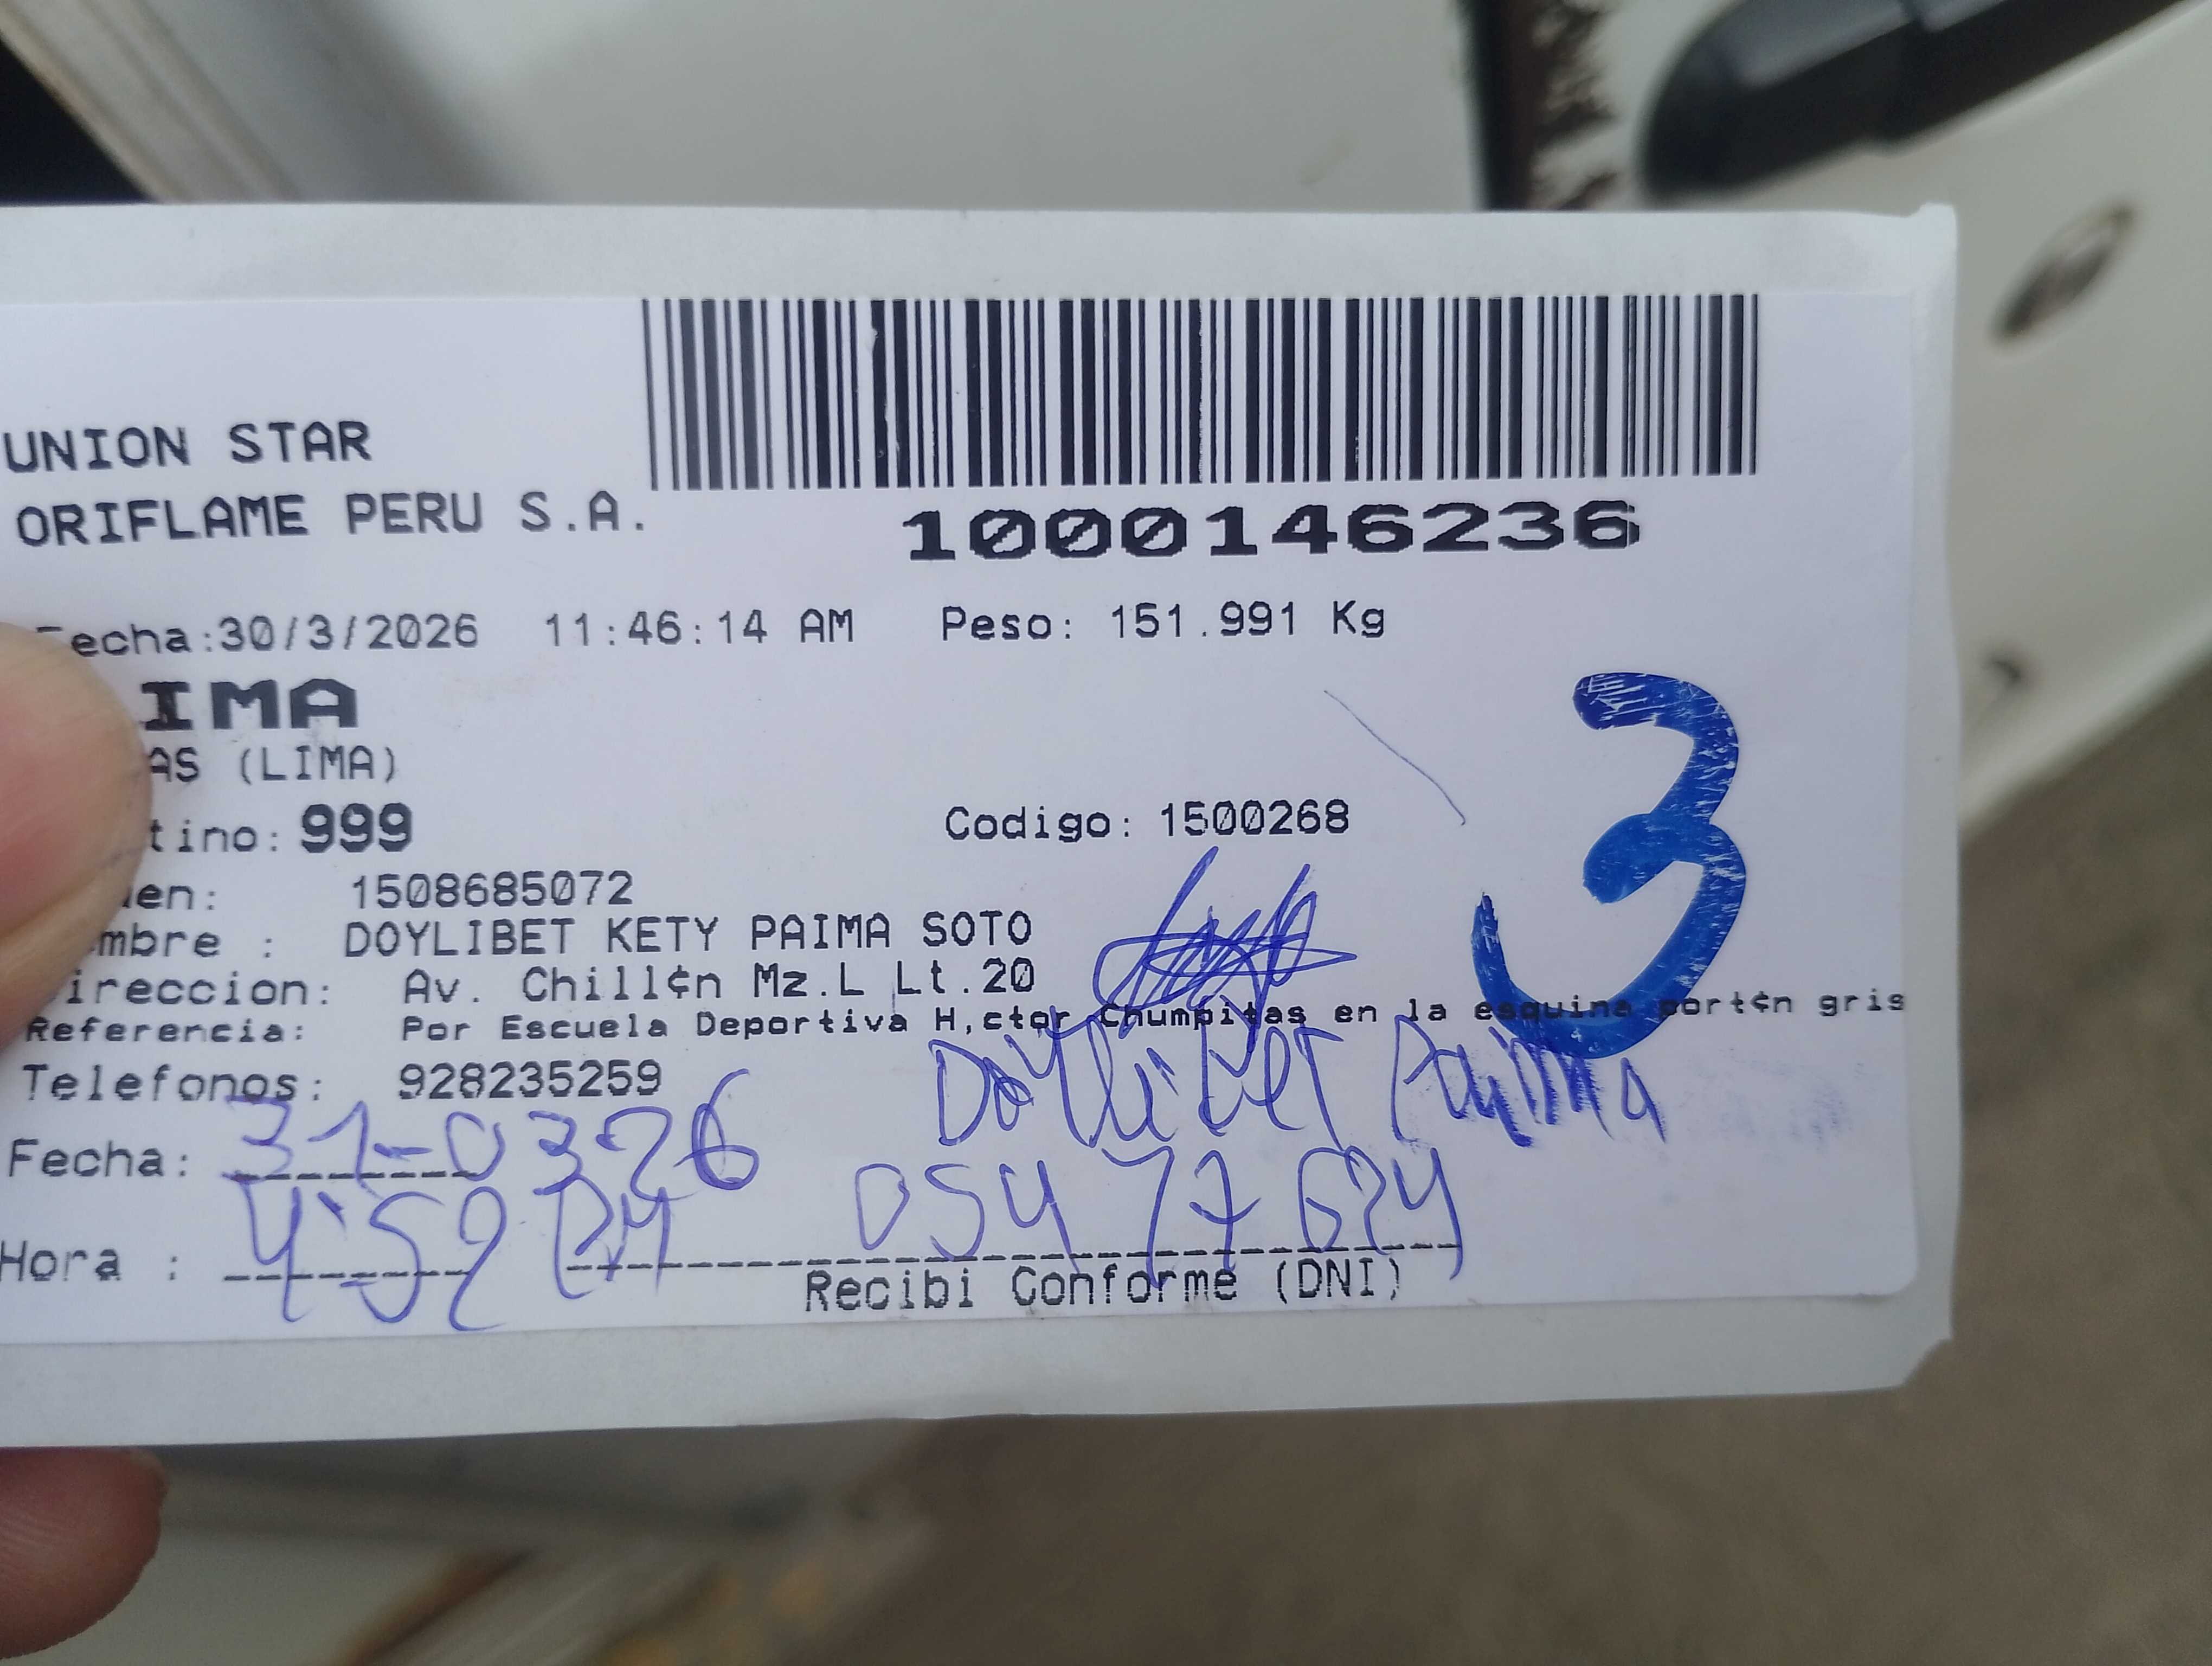 UNION STAR
ORIFLAME PERU S.A.
1000146236
Fecha:30/3/2026 11:46:14 AM Peso: 151.991 Kg
IMA
AS (LIMA)
tino: 999 Codigo: 1500268
3
en: 1508685072
mbre : DOYLIBET KETY PAIMA SOTO
ireccion: Av. Chill¢n Mz.L Lt.20
Referencia: Por Escuela Deportiva H,ctor Chumpitas en la esquina port¢n gris
Telefonos: 928235259
Doylibet Paima
Fecha: 31-0326
054 77 624
Hora : 4:52 PM
Recibi Conforme (DNI)